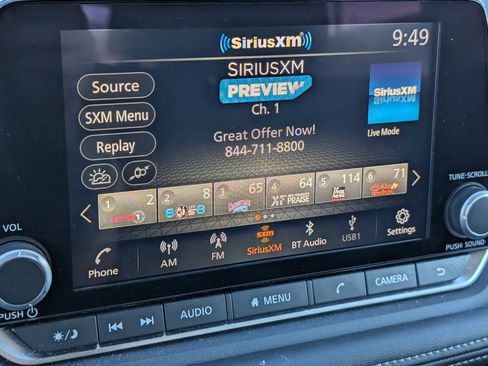 SiriusXM
9:49
SIRIUSXM
PREVIEW
Ch. 1
Great Offer Now!
844-711-8800
Source
SXM Menu
Replay
SiriusXM
Live Mode
1 2
2 8
3 65
4 64
PRAISE
5 114
6 71
Phone
AM
FM
sxm
SiriusXM
BT Audio
USB1
Settings
VOL
PUSH
TUNE-SCROLL
PUSH SOUND
AUDIO
MENU
CAMERA